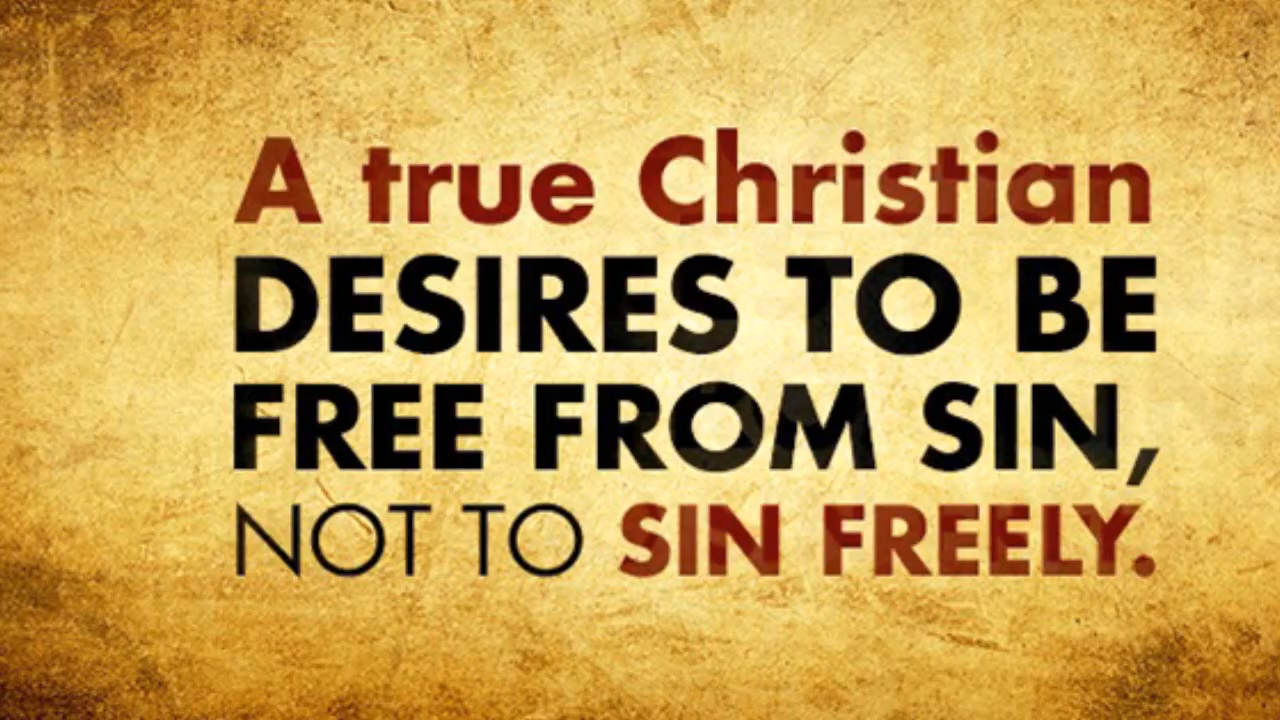 A true Christian
DESIRES TO BE
FREE FROM SIN,
NOT TO SIN FREELY.